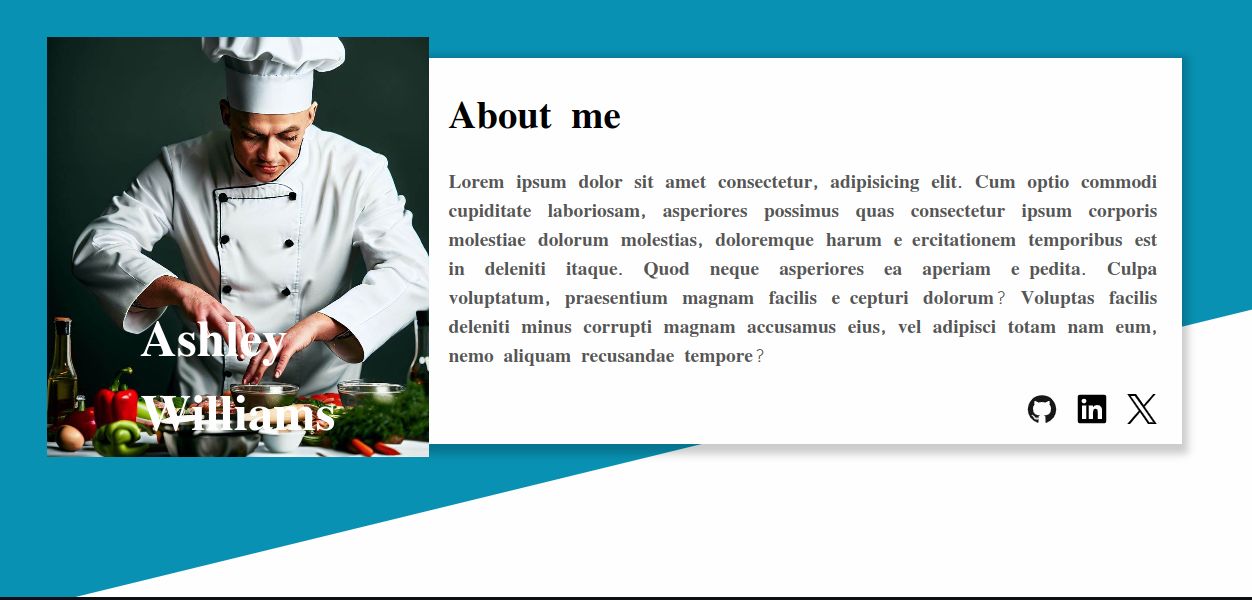 About me
Lorem ipsum dolor sit amet consectetur, adipisicing elit. Cum optio commodi
cupiditate laboriosam, asperiores possimus quas consectetur ipsum corporis
molestiae dolorum molestias, doloremque harum e ercitationem temporibus est
in deleniti itaque. Quod neque asperiores ea aperiam e pedita. Culpa
voluptatum, praesentium magnam facilis e cepturi dolorum? Voluptas facilis
deleniti minus corrupti magnam accusamus eius, vel adipisci totam nam eum,
nemo aliquam recusandae tempore?
Ashley
Williams
in